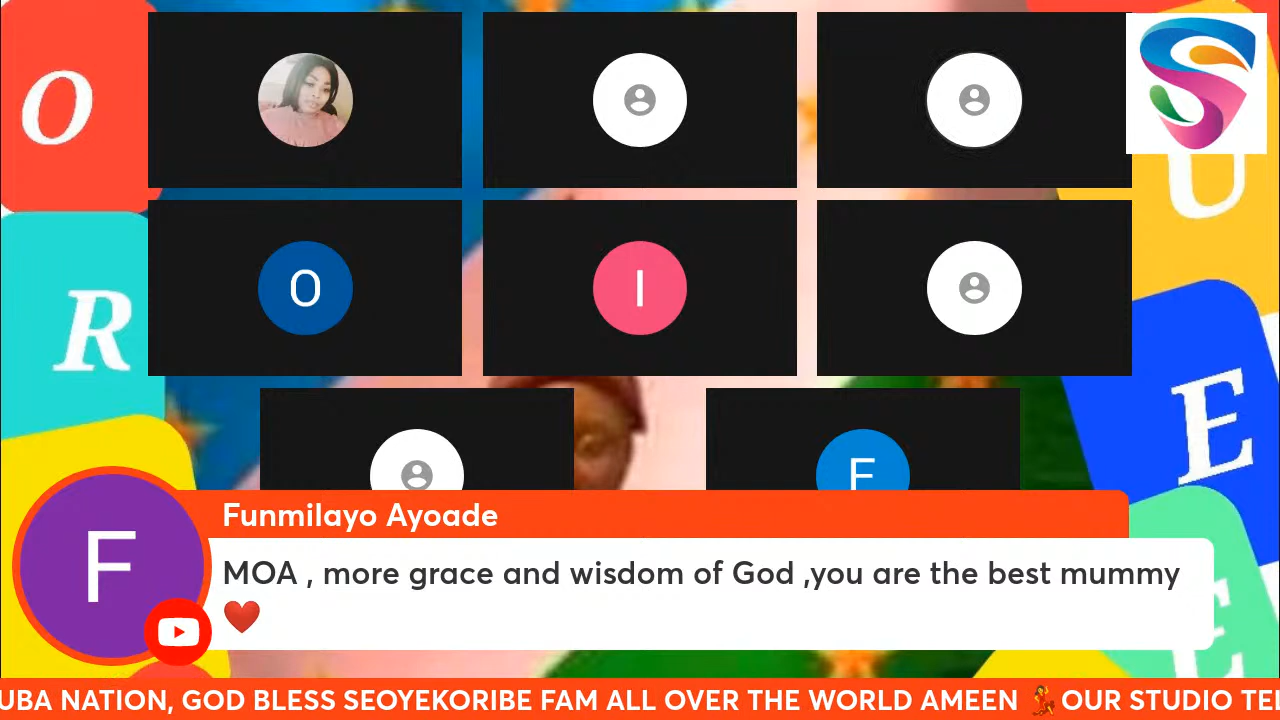 O
U
R
O
I
E
F
Funmilayo Ayoade
F
MOA , more grace and wisdom of God ,you are the best mummy
❤️
E
UBA NATION, GOD BLESS SEOYEKORIBE FAM ALL OVER THE WORLD AMEEN 💃OUR STUDIO TEL